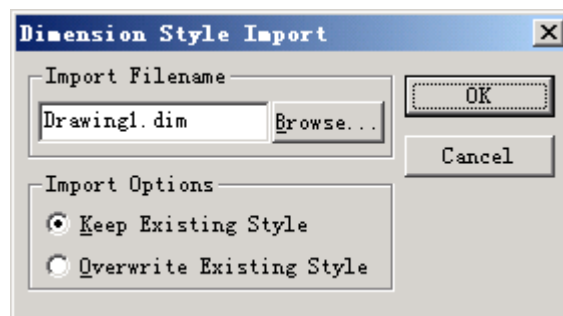 Dimension Style Import
Import Filename
Drawing1.dim
Browse...
OK
Cancel
Import Options
Keep Existing Style
Overwrite Existing Style